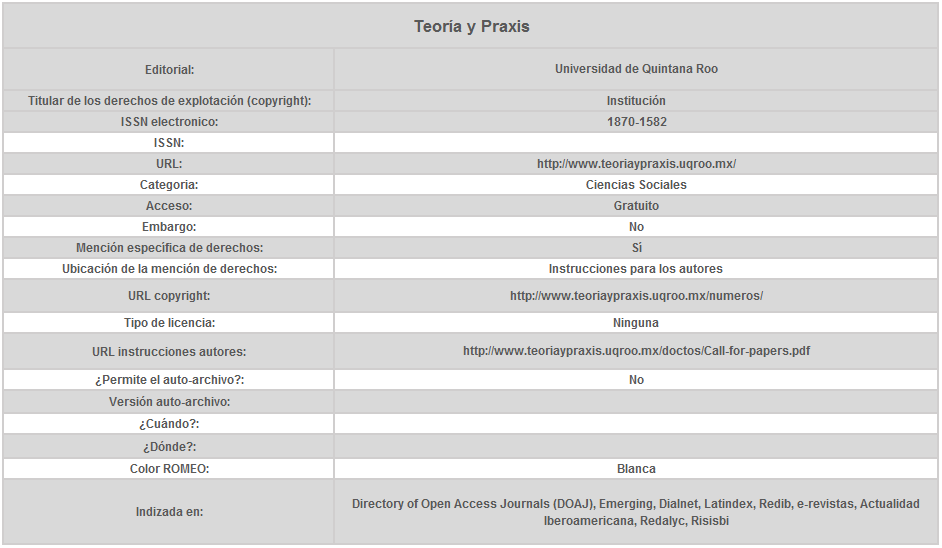 Teoría y Praxis
Editorial: Universidad de Quintana Roo
Titular de los derechos de explotación (copyright): Institución
ISSN electronico: 1870-1582
ISSN:
URL: http://www.teoriaypraxis.uqroo.mx/
Categoria: Ciencias Sociales
Acceso: Gratuito
Embargo: No
Mención especifica de derechos: Sì
Ubicación de la mención de derechos: Instrucciones para los autores
URL copyright: http://www.teoriaypraxis.uqroo.mx/numeros/
Tipo de licencia: Ninguna
URL instrucciones autores: http://www.teoriaypraxis.uqroo.mx/doctos/Call-for-papers.pdf
¿Permite el auto-archivo?: No
Versión auto-archivo:
¿Cuándo?:
¿Dónde?:
Color ROMEO: Blanca
Indizada en: Directory of Open Access Journals (DOAJ), Emerging, Dialnet, Latindex, Redib, e-revistas, Actualidad
Iberoamericana, Redalyc, Risisbi